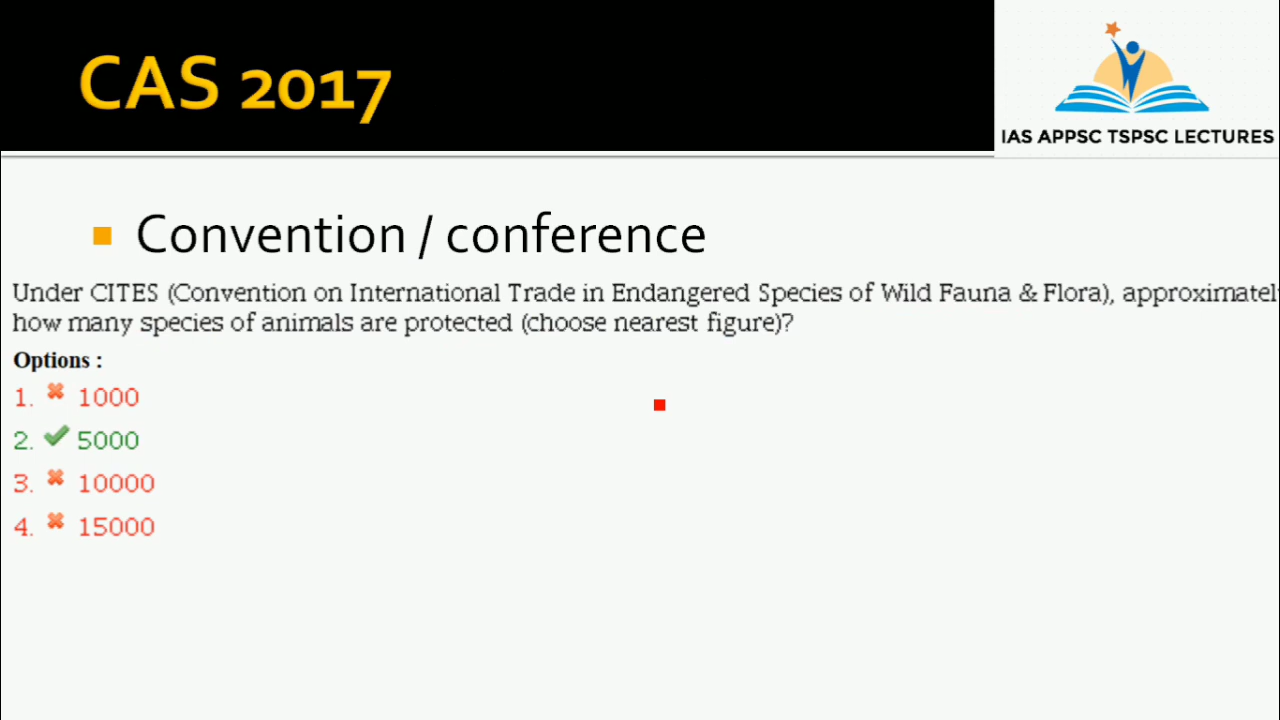 CAS 2017
IAS APPSC TSPSC LECTURES
Convention / conference
Under CITES (Convention on International Trade in Endangered Species of Wild Fauna & Flora), approximatel
how many species of animals are protected (choose nearest figure)?
Options :
1. 1000
2. 5000
3. 10000
4. 15000